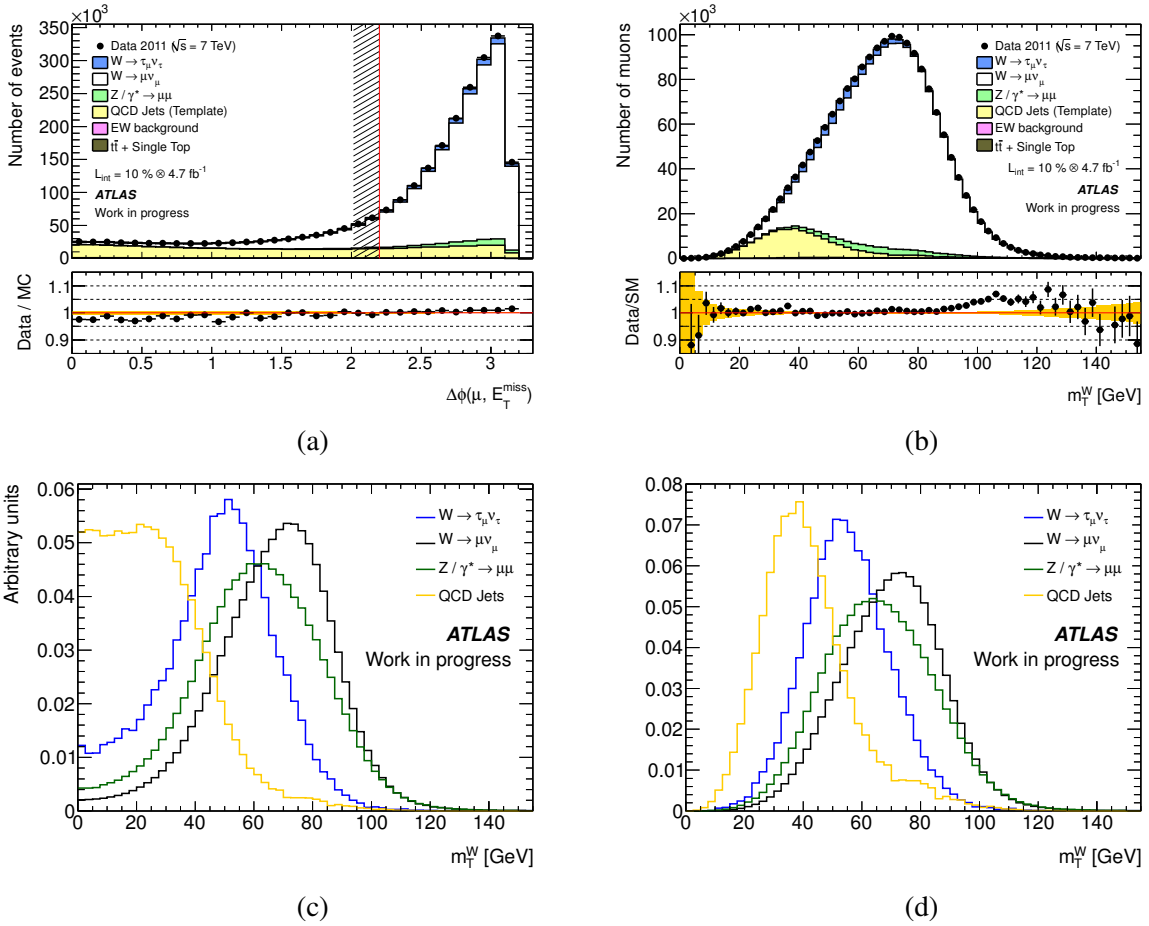 ×10³
350
300
250
200
150
100
50
0
Number of events
Data 2011 (√s = 7 TeV)
W → τ_μ ν_τ
W → μν_μ
Z / γ* → μμ
QCD Jets (Template)
EW background
tt̄ + Single Top
L_int = 10 % ⊗ 4.7 fb⁻¹
ATLAS
Work in progress
1.1
1
0.9
Data / MC
0 0.5 1 1.5 2 2.5 3
Δϕ(μ, E_T^miss)
(a)
×10³
100
80
60
40
20
0
Number of muons
Data 2011 (√s = 7 TeV)
W → τ_μ ν_τ
W → μν_μ
Z / γ* → μμ
QCD Jets (Template)
EW background
tt̄ + Single Top
L_int = 10 % ⊗ 4.7 fb⁻¹
ATLAS
Work in progress
1.1
1
0.9
Data/SM
0 20 40 60 80 100 120 140
m_T^W [GeV]
(b)
0.06
0.05
0.04
0.03
0.02
0.01
0
Arbitrary units
W → τ_μ ν_τ
W → μν_μ
Z / γ* → μμ
QCD Jets
ATLAS
Work in progress
0 20 40 60 80 100 120 140
m_T^W [GeV]
(c)
0.08
0.07
0.06
0.05
0.04
0.03
0.02
0.01
0
W → τ_μ ν_τ
W → μν_μ
Z / γ* → μμ
QCD Jets
ATLAS
Work in progress
0 20 40 60 80 100 120 140
m_T^W [GeV]
(d)